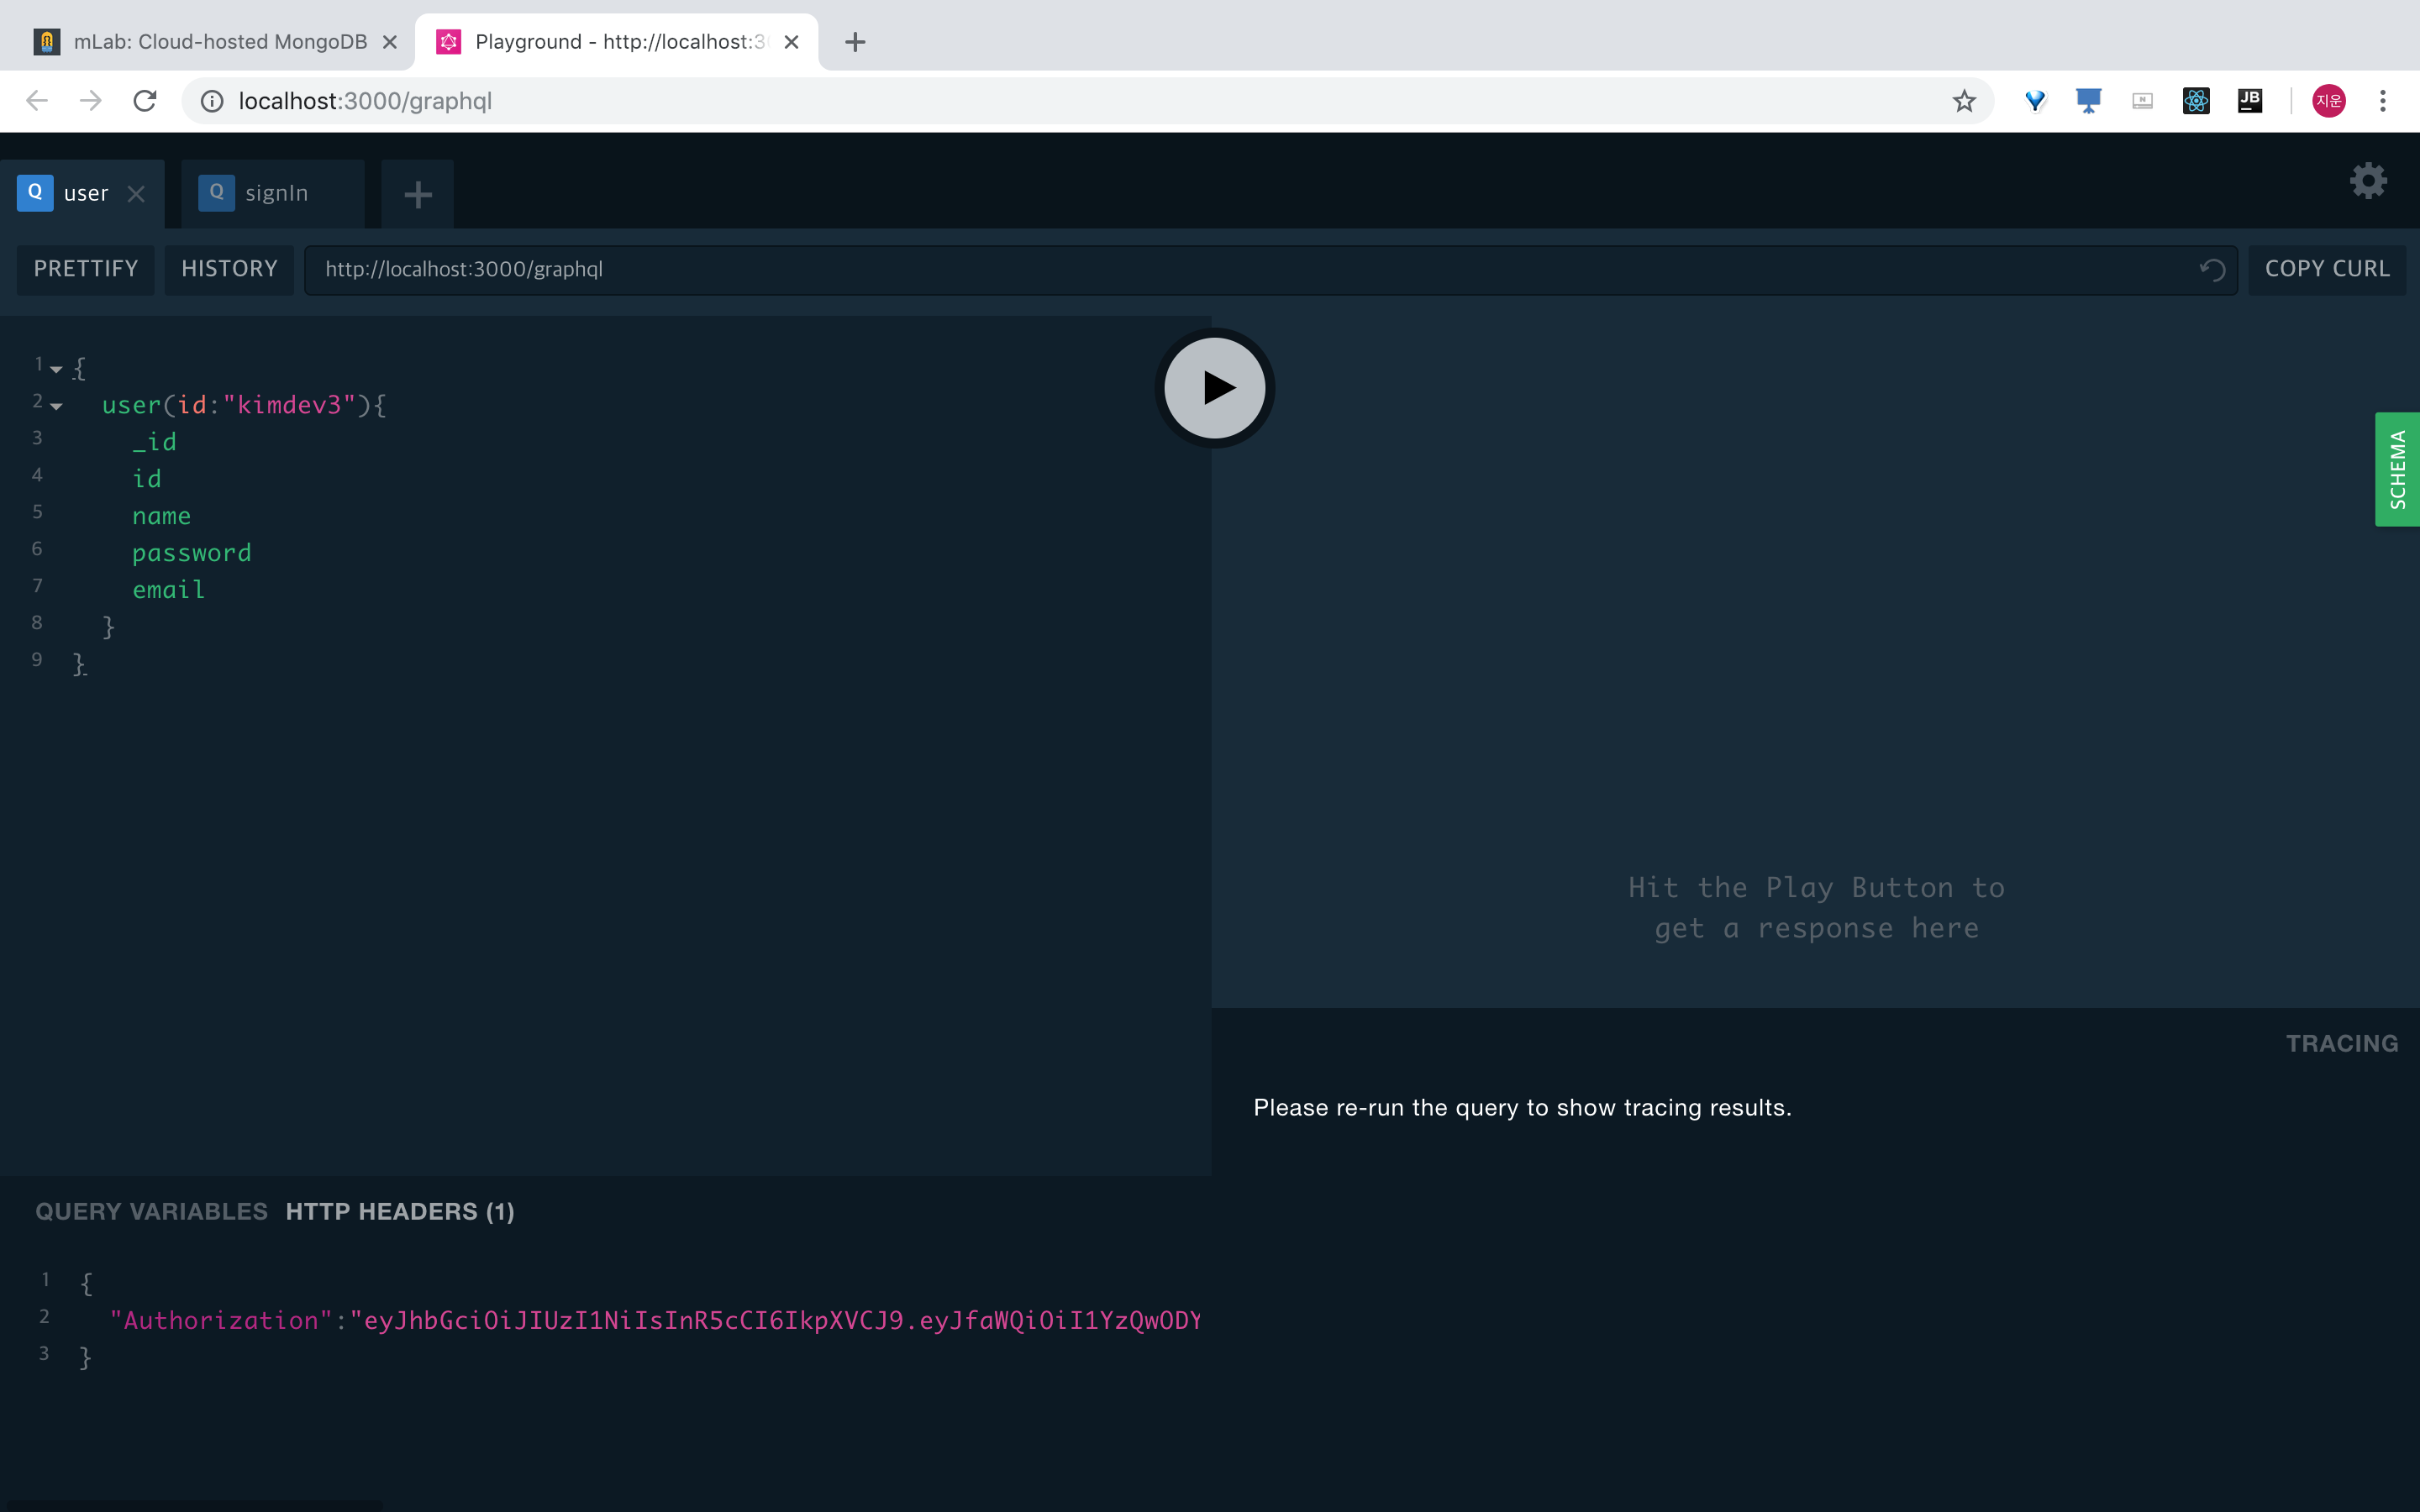 mLab: Cloud-hosted MongoDB
Playground - http://localhost:3
localhost:3000/graphql
JB
지운
Q user
Q signIn
PRETTIFY HISTORY http://localhost:3000/graphql COPY CURL
1 {
2 user(id:"kimdev3"){
3 _id
4 id
5 name
6 password
7 email
8 }
9 }
SCHEMA
Hit the Play Button to
get a response here
TRACING
Please re-run the query to show tracing results.
QUERY VARIABLES HTTP HEADERS (1)
1 {
2 "Authorization":"eyJhbGciOiJIUzI1NiIsInR5cCI6IkpXVCJ9.eyJfaWQiOiI1YzQwODY
3 }